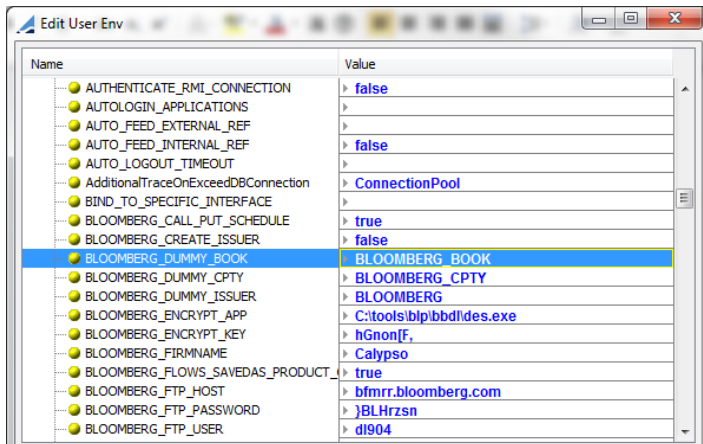 Edit User Env
Name Value
AUTHENTICATE_RMI_CONNECTION false
AUTOLOGIN_APPLICATIONS
AUTO_FEED_EXTERNAL_REF
AUTO_FEED_INTERNAL_REF false
AUTO_LOGOUT_TIMEOUT
AdditionalTraceOnExceedDBConnection ConnectionPool
BIND_TO_SPECIFIC_INTERFACE
BLOOMBERG_CALL_PUT_SCHEDULE true
BLOOMBERG_CREATE_ISSUER false
BLOOMBERG_DUMMY_BOOK BLOOMBERG_BOOK
BLOOMBERG_DUMMY_CPTY BLOOMBERG_CPTY
BLOOMBERG_DUMMY_ISSUER BLOOMBERG
BLOOMBERG_ENCRYPT_APP C:\tools\blp\bbdl\des.exe
BLOOMBERG_ENCRYPT_KEY hGnon[F,
BLOOMBERG_FIRMNAME Calypso
BLOOMBERG_FLOWS_SAVEDAS_PRODUCT_ true
BLOOMBERG_FTP_HOST bfmrr.bloomberg.com
BLOOMBERG_FTP_PASSWORD }BLHrzsn
BLOOMBERG_FTP_USER dl904